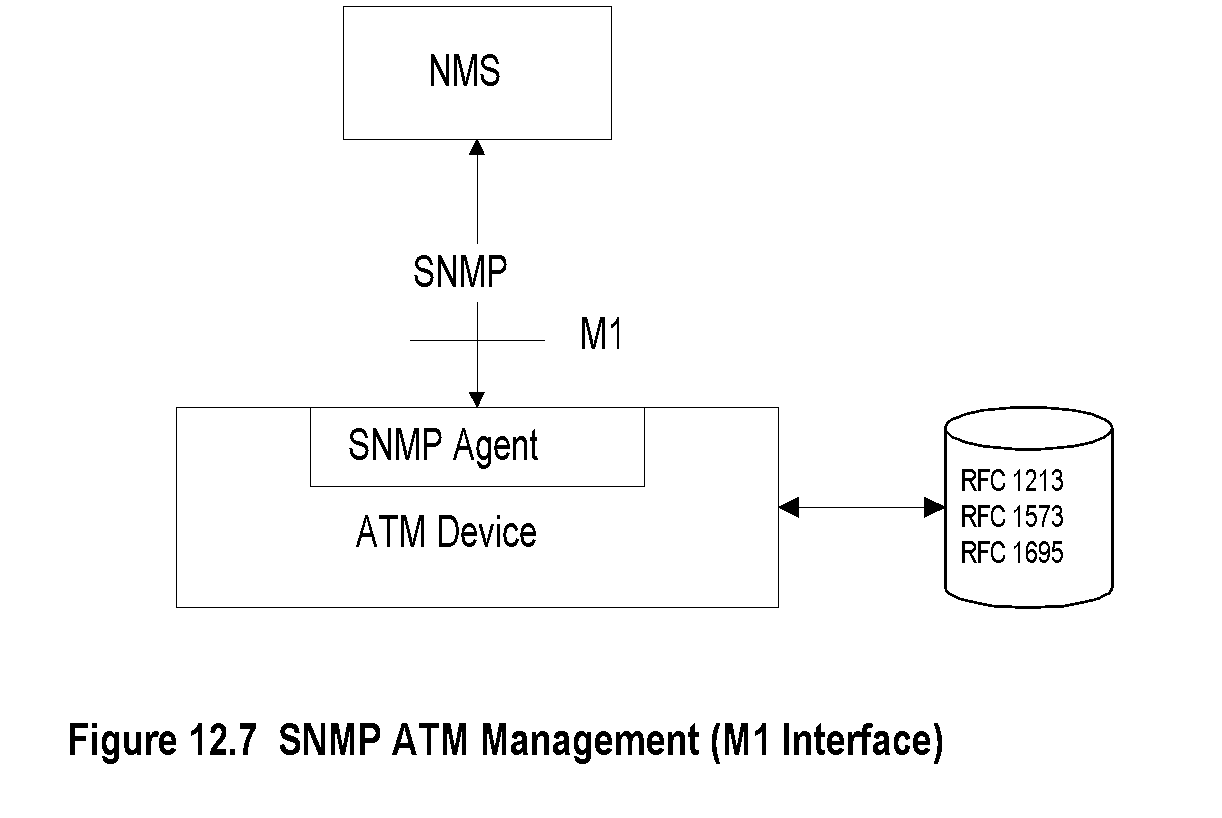 NMS
SNMP
M1
SNMP Agent
ATM Device
RFC 1213
RFC 1573
RFC 1695
Figure 12.7 SNMP ATM Management (M1 Interface)